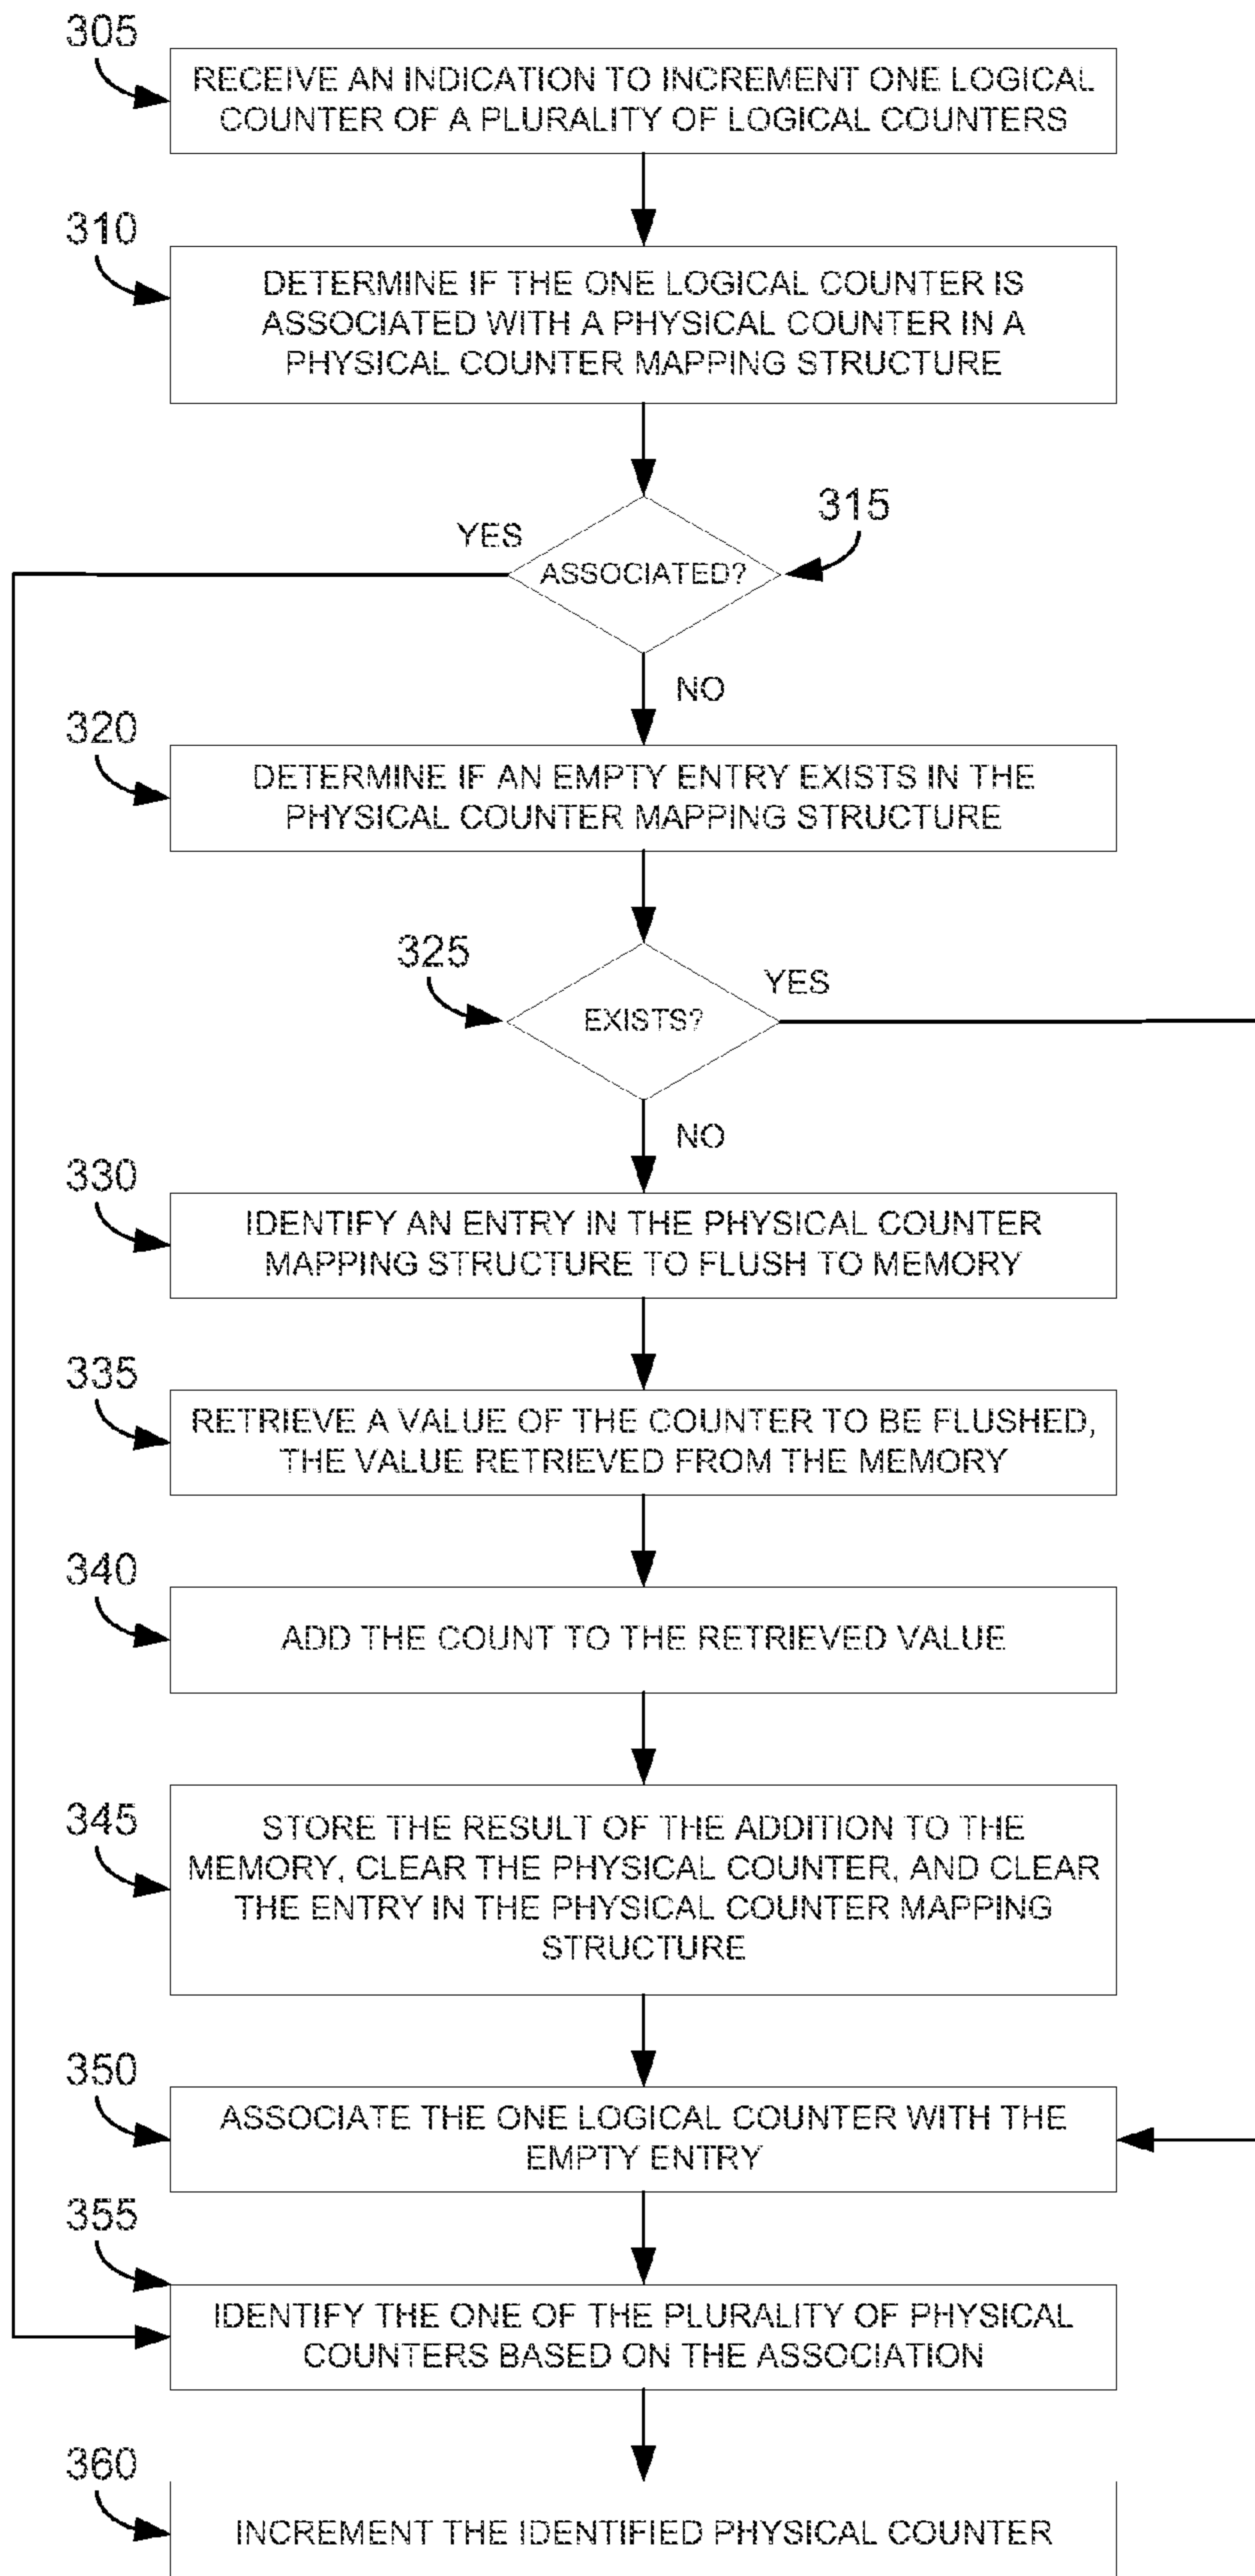 305
RECEIVE AN INDICATION TO INCREMENT ONE LOGICAL
COUNTER OF A PLURALITY OF LOGICAL COUNTERS
310
DETERMINE IF THE ONE LOGICAL COUNTER IS
ASSOCIATED WITH A PHYSICAL COUNTER IN A
PHYSICAL COUNTER MAPPING STRUCTURE
315
YES
ASSOCIATED?
NO
320
DETERMINE IF AN EMPTY ENTRY EXISTS IN THE
PHYSICAL COUNTER MAPPING STRUCTURE
325
YES
EXISTS?
NO
330
IDENTIFY AN ENTRY IN THE PHYSICAL COUNTER
MAPPING STRUCTURE TO FLUSH TO MEMORY
335
RETRIEVE A VALUE OF THE COUNTER TO BE FLUSHED,
THE VALUE RETRIEVED FROM THE MEMORY
340
ADD THE COUNT TO THE RETRIEVED VALUE
345
STORE THE RESULT OF THE ADDITION TO THE
MEMORY, CLEAR THE PHYSICAL COUNTER, AND CLEAR
THE ENTRY IN THE PHYSICAL COUNTER MAPPING
STRUCTURE
350
ASSOCIATE THE ONE LOGICAL COUNTER WITH THE
EMPTY ENTRY
355
IDENTIFY THE ONE OF THE PLURALITY OF PHYSICAL
COUNTERS BASED ON THE ASSOCIATION
360
INCREMENT THE IDENTIFIED PHYSICAL COUNTER